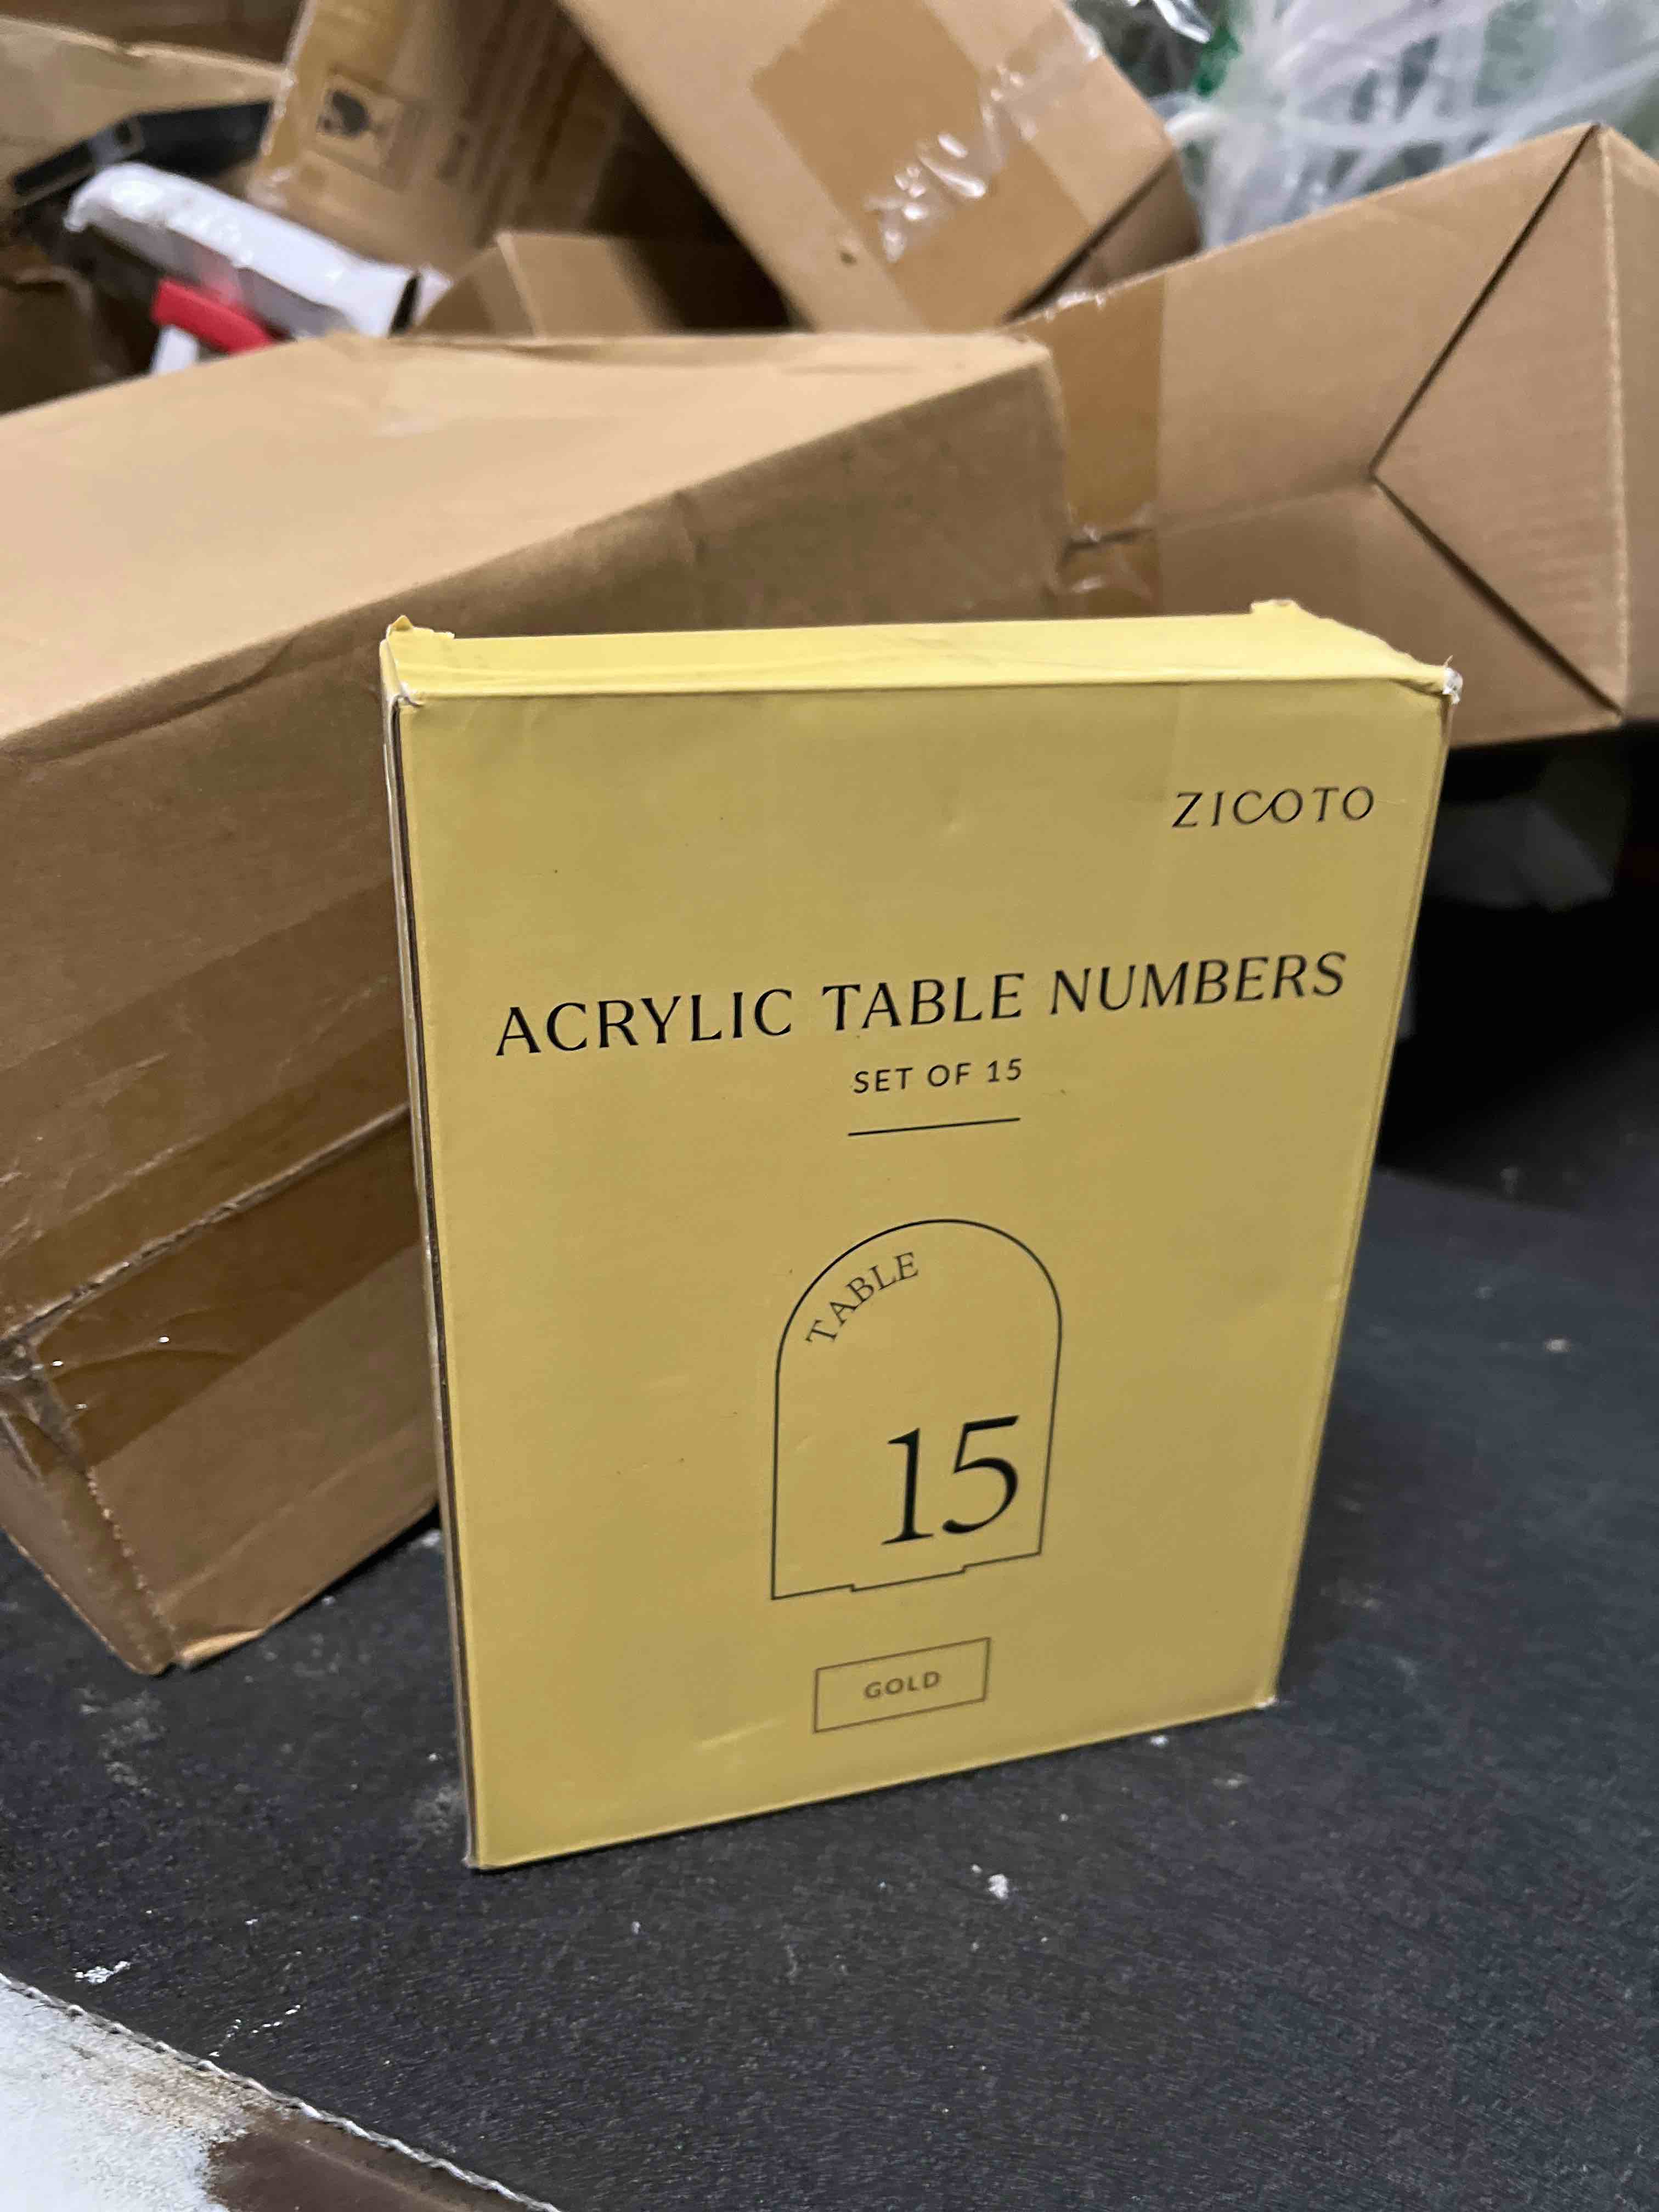 ZICOTO
ACRYLIC TABLE NUMBERS
SET OF 15
TABLE
15
GOLD